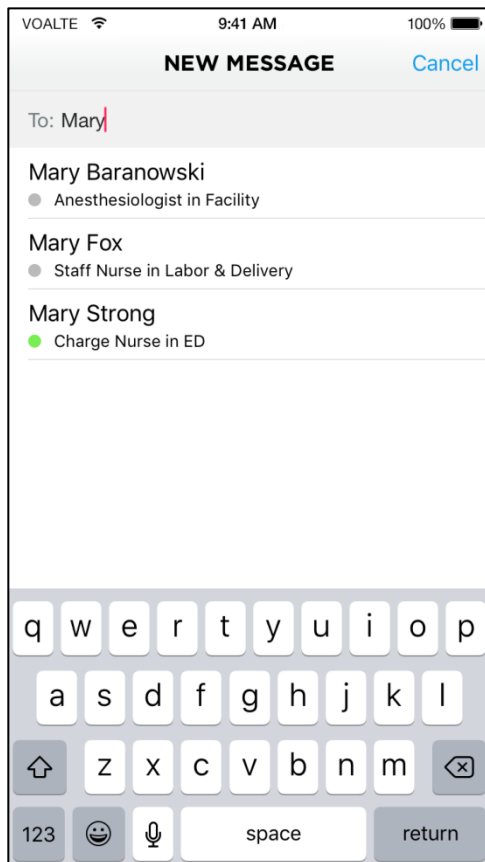 VOALTE 9:41 AM 100%
NEW MESSAGE Cancel
To: Mary
Mary Baranowski
Anesthesiologist in Facility
Mary Fox
Staff Nurse in Labor & Delivery
Mary Strong
Charge Nurse in ED
q w e r t y u i o p
a s d f g h j k l
z x c v b n m
123 space return